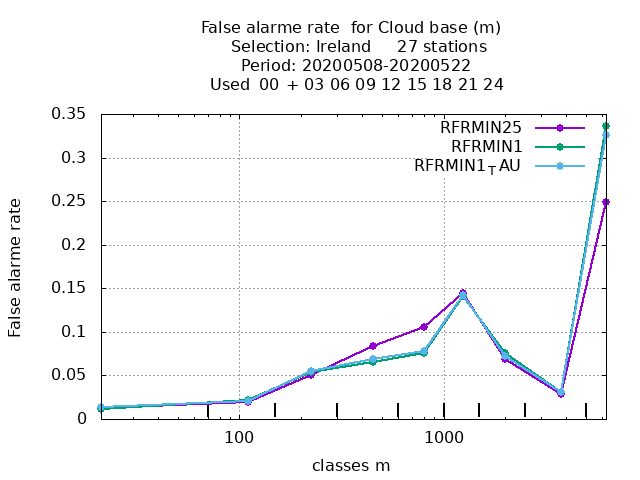 False alarme rate  for Cloud base (m)
Selection: Ireland     27 stations
Period: 20200508-20200522
Used  00 + 03 06 09 12 15 18 21 24
0.35
0.3
0.25
0.2
0.15
0.1
0.05
0
False alarme rate
RFRMIN25
RFRMIN1
RFRMIN1_TAU
100
1000
classes m